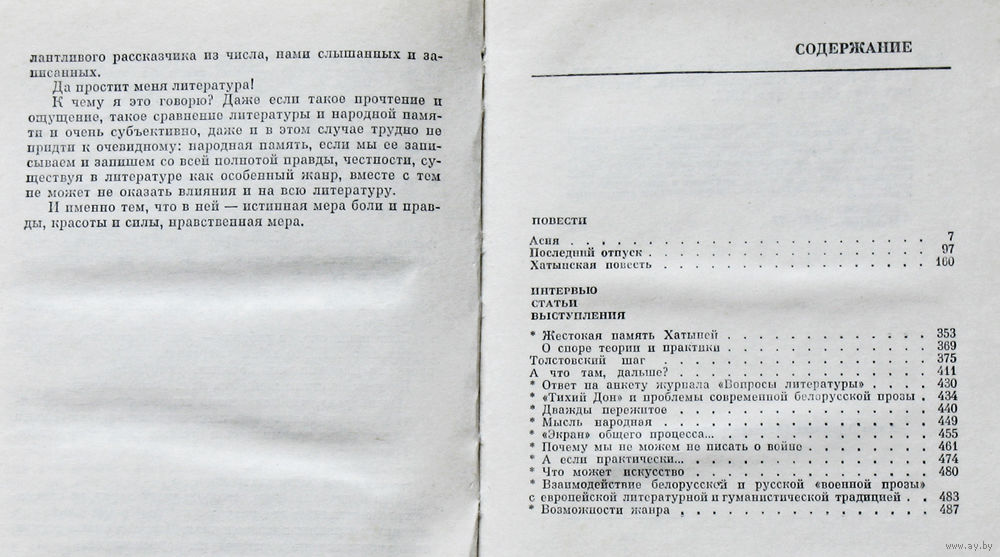 лантливого рассказчика из числа, нами слышанных и за-
писанных.
Да простит меня литература!
К чему я это говорю? Даже если такое прочтение и
ощущение, такое сравнение литературы и народной памя-
ти и очень субъективно, даже и в этом случае трудно не
придти к очевидному: народная память, если мы ее запи-
сываем и запишем со всей полнотой правды, честности, су-
ществуя в литературе как особенный жанр, вместе с тем
не может не оказать влияния и на всю литературу.
И именно тем, что в ней — истинная мера боли и прав-
ды, красоты и силы, нравственная мера.
СОДЕРЖАНИЕ
ПОВЕСТИ
Асия . . . . . . . . . . . . . . 7
Последний отпуск . . . . . . . . . . . . 97
Хатынская повесть . . . . . . . . . . . . 160
ИНТЕРВЬЮ
СТАТЬИ
ВЫСТУПЛЕНИЯ
* Жестокая память Хатыней . . . . . . . . . 353
О споре теории и практики . . . . . . . . . 369
Толстовский шаг . . . . . . . . . . . . 375
А что там, дальше? . . . . . . . . . . . 411
* Ответ на анкету журнала «Вопросы литературы» . . . . 430
* «Тихий Дон» и проблемы современной белорусской прозы . 434
* Дважды пережитое . . . . . . . . . . . 440
* Мысль народная . . . . . . . . . . . . 449
* «Экран» общего процесса... . . . . . . . . . 455
* Почему мы не можем не писать о войне . . . . . . 461
* А если практически... . . . . . . . . . . 474
* Что может искусство . . . . . . . . . . 480
* Взаимодействие белорусской и русской «военной прозы»
с европейской литературной и гуманистической традицией . . 483
* Возможности жанра . . . . . . . . . . . 487
www.ay.by